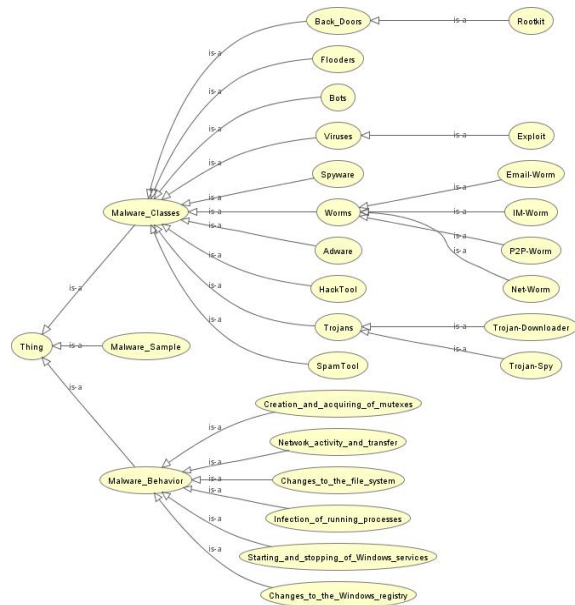 Back_Doors
is-a
Rootkit
is-a
Flooders
is-a
Bots
is-a
Viruses
is-a
Exploit
is-a
Spyware
is-a
Email-Worm
is-a
Malware_Classes
is-a
Worms
is-a
IM-Worm
is-a
Adware
is-a
P2P-Worm
is-a
HackTool
is-a
Net-Worm
is-a
Trojans
is-a
Trojan-Downloader
is-a
Thing
is-a
Malware_Sample
SpamTool
is-a
Trojan-Spy
is-a
is-a
Creation_and_acquiring_of_mutexes
is-a
Network_activity_and_transfer
is-a
Malware_Behavior
is-a
Changes_to_the_file_system
is-a
Infection_of_running_processes
is-a
Starting_and_stopping_of_Windows_services
is-a
Changes_to_the_Windows_registry